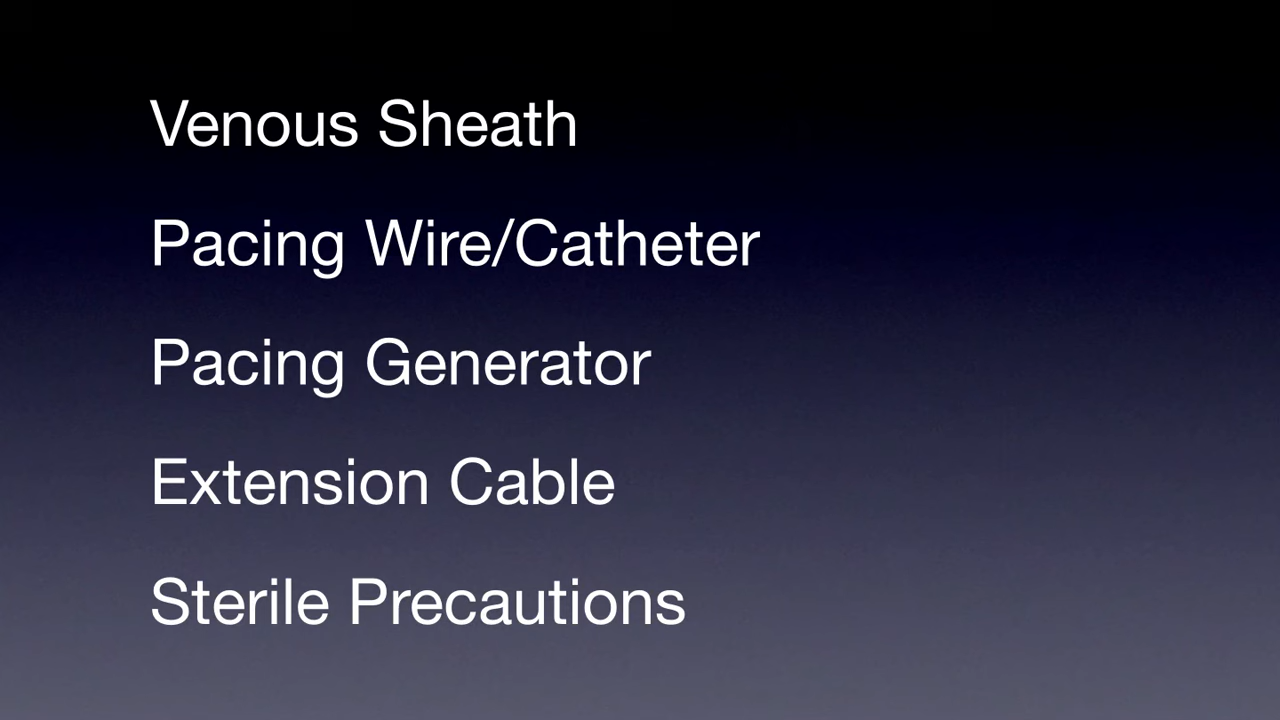 Venous Sheath
Pacing Wire/Catheter
Pacing Generator
Extension Cable
Sterile Precautions